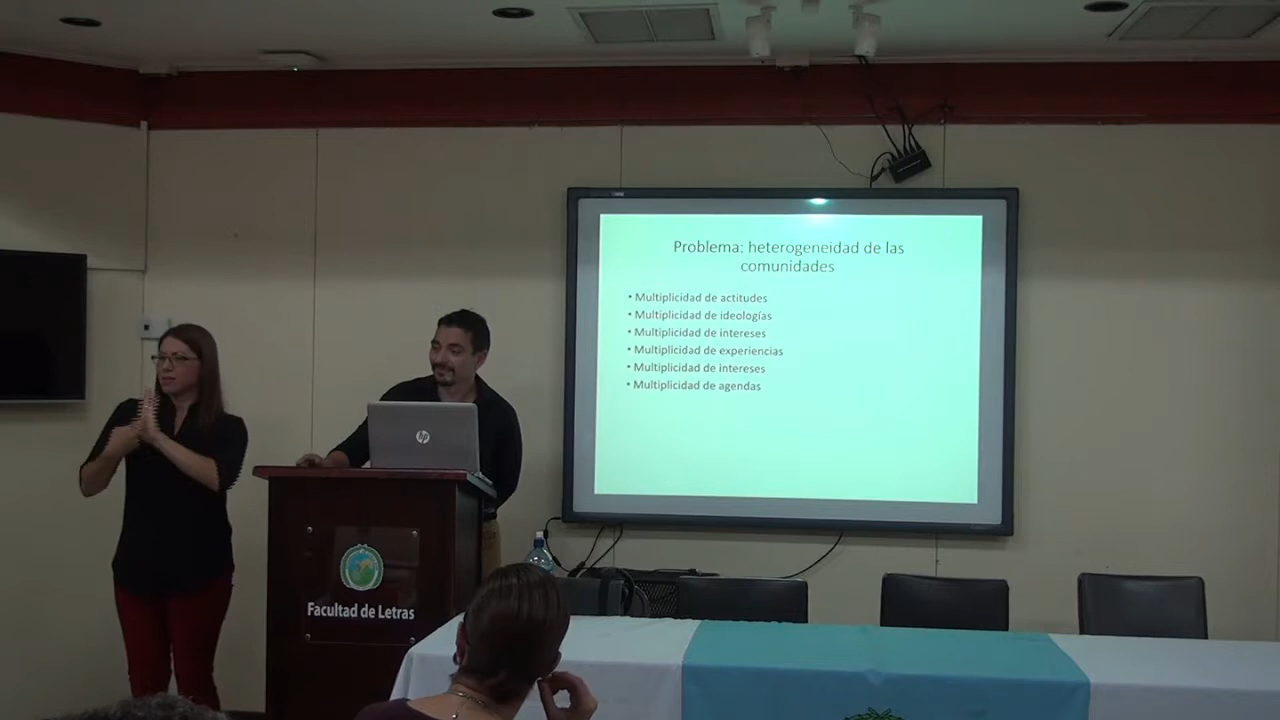 Problema: heterogeneidad de las
comunidades
• Multiplicidad de actitudes
• Multiplicidad de ideologías
• Multiplicidad de intereses
• Multiplicidad de experiencias
• Multiplicidad de intereses
• Multiplicidad de agendas
hp
Facultad de Letras